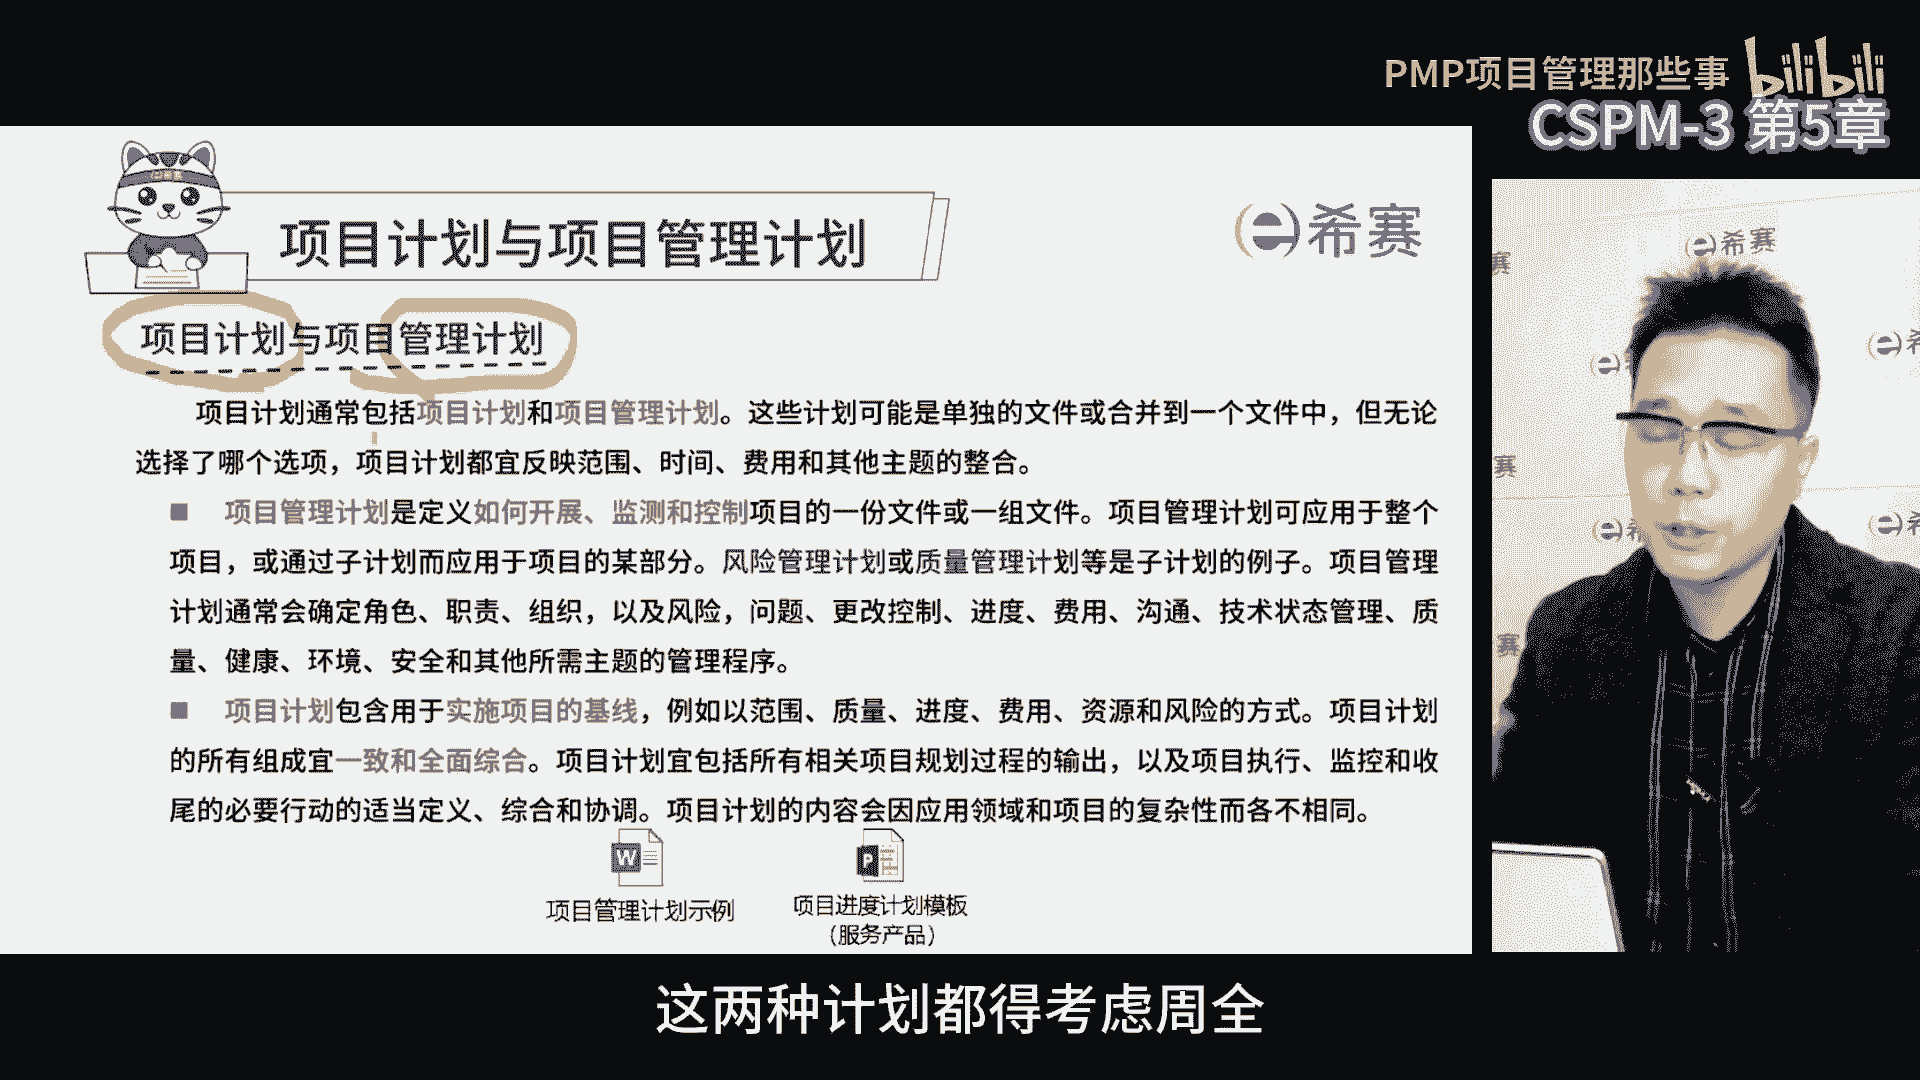 PMP项目管理那些事 bilibili
CSPM-3 第5章
项目计划与项目管理计划
希赛
项目计划与项目管理计划
项目计划通常包括项目计划和项目管理计划。这些计划可能是单独的文件或合并到一个文件中，但无论
选择了哪个选项，项目计划都宜反映范围、时间、费用和其他主题的整合。
■ 项目管理计划是定义如何开展、监测和控制项目的一份文件或一组文件。项目管理计划可应用于整个
项目，或通过子计划而应用于项目的某部分。风险管理计划或质量管理计划等是子计划的例子。项目管理
计划通常会确定角色、职责、组织，以及风险，问题、更改控制、进度、费用、沟通、技术状态管理、质
量、健康、环境、安全和其他所需主题的管理程序。
■ 项目计划包含用于实施项目的基线，例如以范围、质量、进度、费用、资源和风险的方式。项目计划
的所有组成宜一致和全面综合。项目计划宜包括所有相关项目规划过程的输出，以及项目执行、监控和收
尾的必要行动的适当定义、综合和协调。项目计划的内容会因应用领域和项目的复杂性而各不相同。
W
P
项目管理计划示例
项目进度计划模板
（服务产品）
希赛
赛
希
希
赛
希
希
赛
这两种计划都得考虑周全